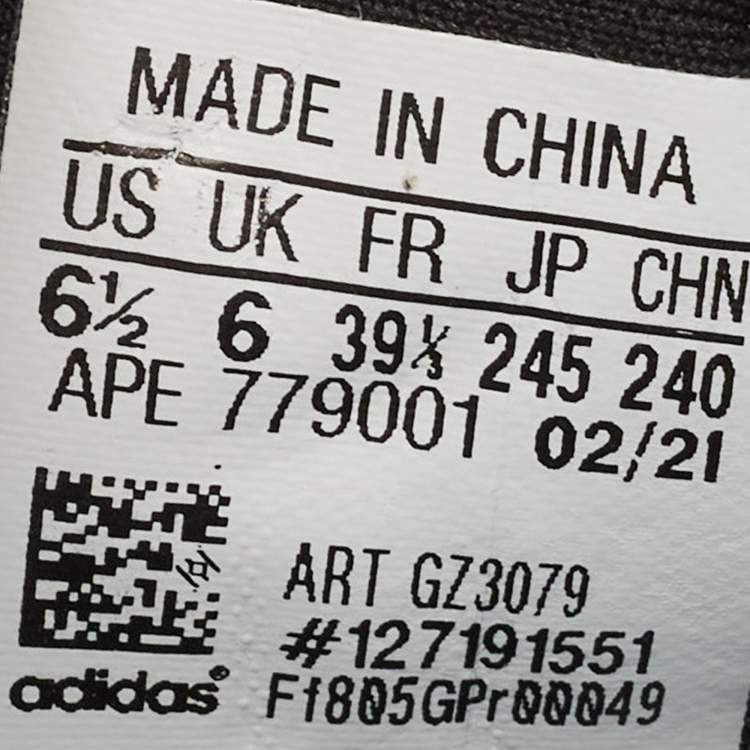 MADE IN CHINA
US UK FR JP CHN
6½ 6 39⅓ 245 240
APE 779001 02/21
ART GZ3079
#127191551
adidas® Ff805GPr00049